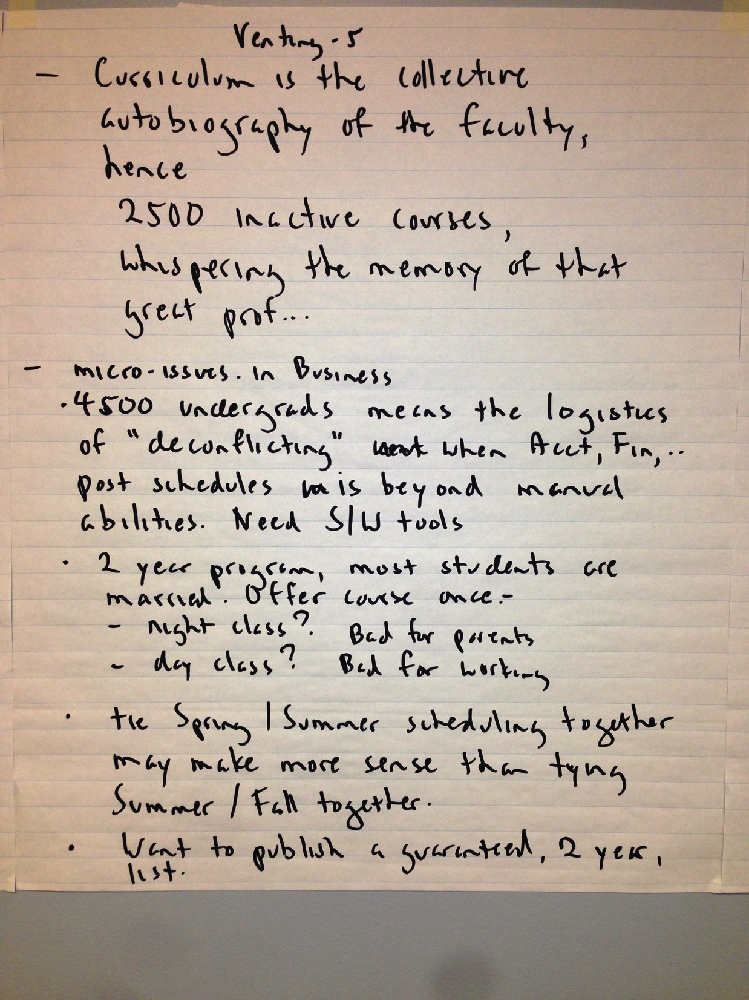 Venting - 5
— Curriculum is the collective
autobiography of the faculty,
hence
2500 inactive courses,
whispering the memory of that
great prof...
— micro-issues. in Business
· 4500 undergrads means the logistics
of "deconflicting" when Acct, Fin,..
post schedules is beyond manual
abilities. Need S/W tools
· 2 year program, most students are
married. Offer course once:-
- night class? Bad for parents
- day class? Bad for working
· tie Spring / Summer scheduling together
may make more sense than tying
Summer / Fall together.
· Want to publish a guaranteed, 2 year,
list.